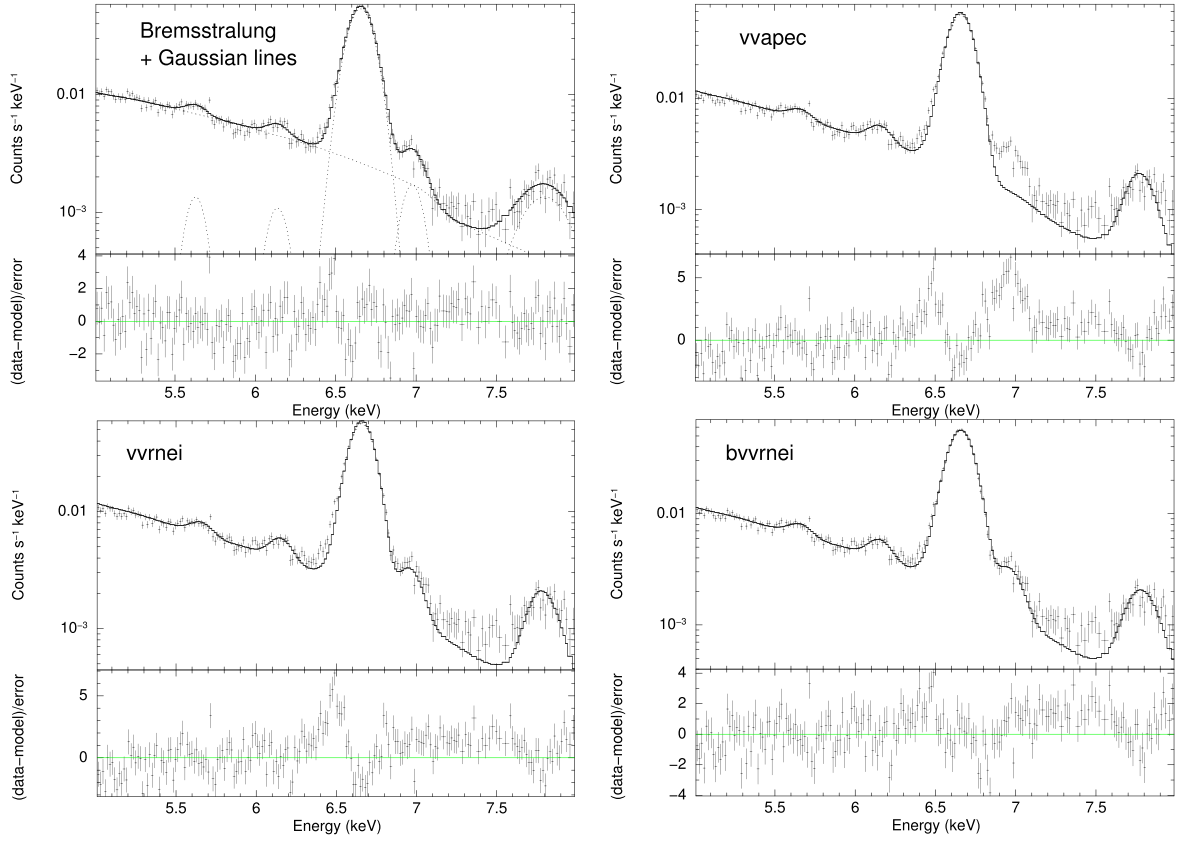 Bremsstralung
+ Gaussian lines
Counts s−1 keV−1
0.01
10−3
(data−model)/error
4
2
0
−2
5.5 6 6.5 7 7.5
Energy (keV)
vvapec
Counts s−1 keV−1
0.01
10−3
(data−model)/error
5
0
5.5 6 6.5 7 7.5
Energy (keV)
vvrnei
Counts s−1 keV−1
0.01
10−3
(data−model)/error
5
0
5.5 6 6.5 7 7.5
Energy (keV)
bvvrnei
Counts s−1 keV−1
0.01
10−3
(data−model)/error
4
2
0
−2
−4
5.5 6 6.5 7 7.5
Energy (keV)